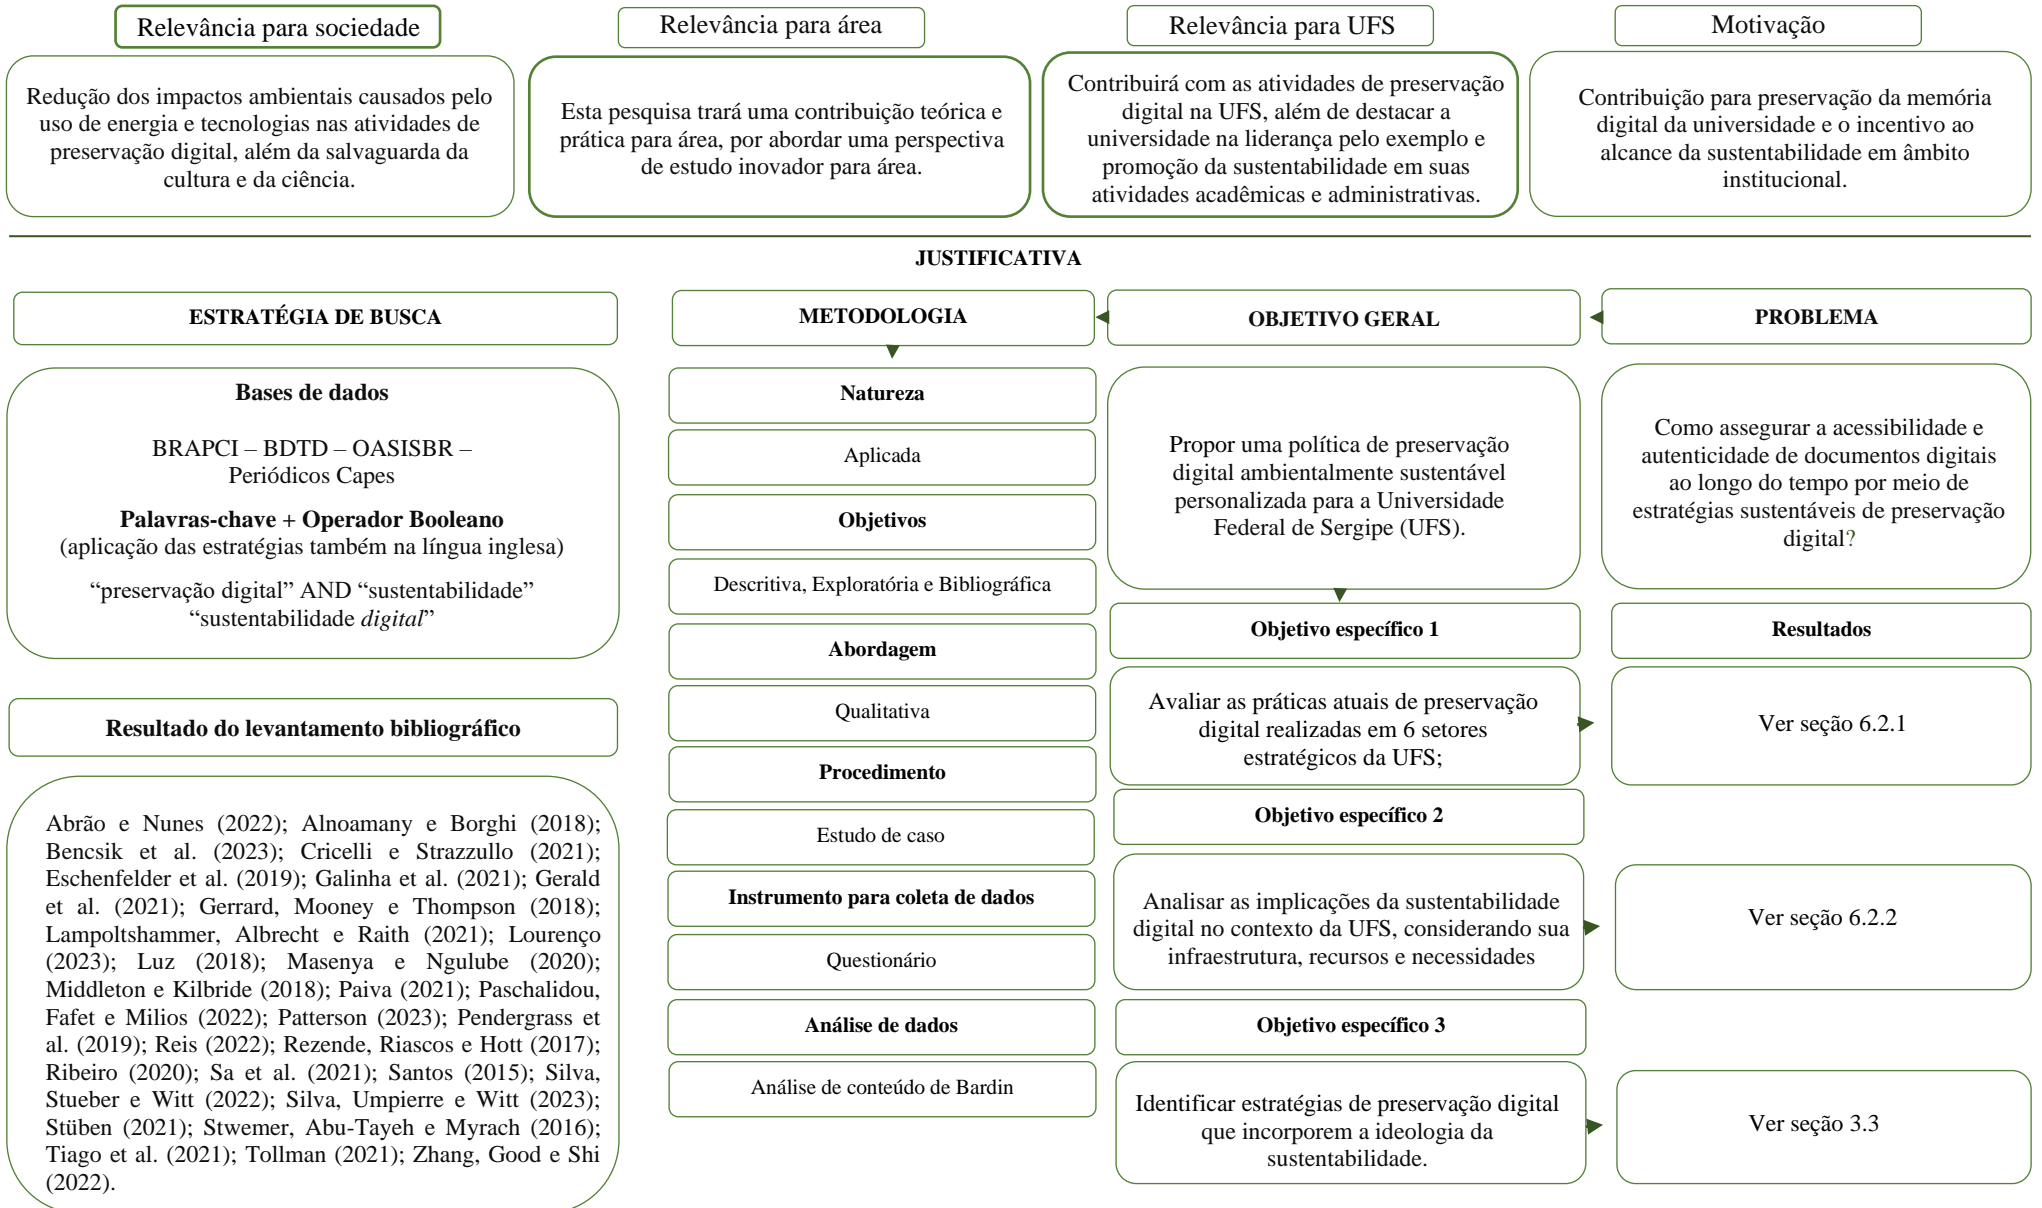 Relevância para sociedade
Redução dos impactos ambientais causados pelo
uso de energia e tecnologias nas atividades de
preservação digital, além da salvaguarda da
cultura e da ciência.
Relevância para área
Esta pesquisa trará uma contribuição teórica e
prática para área, por abordar uma perspectiva
de estudo inovador para área.
Relevância para UFS
Contribuirá com as atividades de preservação
digital na UFS, além de destacar a
universidade na liderança pelo exemplo e
promoção da sustentabilidade em suas
atividades acadêmicas e administrativas.
Motivação
Contribuição para preservação da memória
digital da universidade e o incentivo ao
alcance da sustentabilidade em âmbito
institucional.
JUSTIFICATIVA
ESTRATÉGIA DE BUSCA
Bases de dados
BRAPCI – BDTD – OASISBR –
Periódicos Capes
Palavras-chave + Operador Booleano
(aplicação das estratégias também na língua inglesa)
“preservação digital” AND “sustentabilidade”
“sustentabilidade digital”
Resultado do levantamento bibliográfico
Abrão e Nunes (2022); Alnoamany e Borghi (2018);
Bencsik et al. (2023); Cricelli e Strazzullo (2021);
Eschenfelder et al. (2019); Galinha et al. (2021); Gerald
et al. (2021); Gerrard, Mooney e Thompson (2018);
Lampoltshammer, Albrecht e Raith (2021); Lourenço
(2023); Luz (2018); Masenya e Ngulube (2020);
Middleton e Kilbride (2018); Paiva (2021); Paschalidou,
Fafet e Milios (2022); Patterson (2023); Pendergrass et
al. (2019); Reis (2022); Rezende, Riascos e Hott (2017);
Ribeiro (2020); Sa et al. (2021); Santos (2015); Silva,
Stueber e Witt (2022); Silva, Umpierre e Witt (2023);
Stüben (2021); Stwemer, Abu-Tayeh e Myrach (2016);
Tiago et al. (2021); Tollman (2021); Zhang, Good e Shi
(2022).
METODOLOGIA
Natureza
Aplicada
Objetivos
Descritiva, Exploratória e Bibliográfica
Abordagem
Qualitativa
Procedimento
Estudo de caso
Instrumento para coleta de dados
Questionário
Análise de dados
Análise de conteúdo de Bardin
OBJETIVO GERAL
Propor uma política de preservação
digital ambientalmente sustentável
personalizada para a Universidade
Federal de Sergipe (UFS).
Objetivo específico 1
Avaliar as práticas atuais de preservação
digital realizadas em 6 setores
estratégicos da UFS;
Objetivo específico 2
Analisar as implicações da sustentabilidade
digital no contexto da UFS, considerando sua
infraestrutura, recursos e necessidades
Objetivo específico 3
Identificar estratégias de preservação digital
que incorporem a ideologia da
sustentabilidade.
PROBLEMA
Como assegurar a acessibilidade e
autenticidade de documentos digitais
ao longo do tempo por meio de
estratégias sustentáveis de preservação
digital?
Resultados
Ver seção 6.2.1
Ver seção 6.2.2
Ver seção 3.3